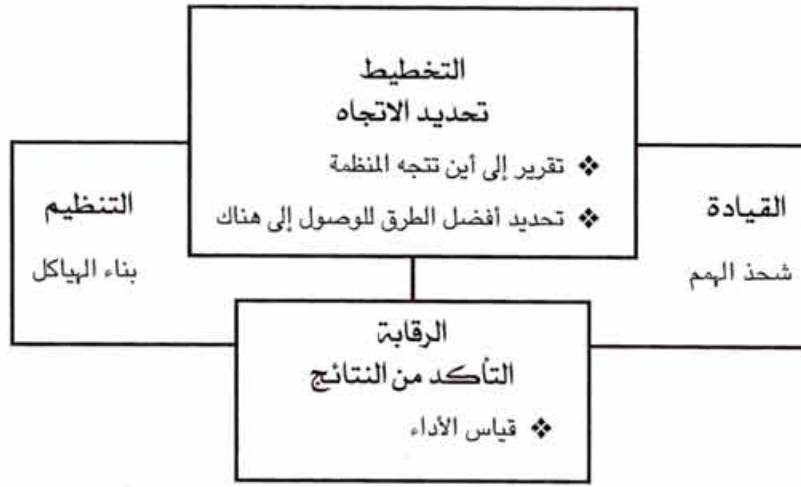 التخطيط
تحديد الاتجاه
❖ تقرير إلى أين تتجه المنظمة
❖ تحديد أفضل الطرق للوصول إلى هناك
القيادة
شحذ الهمم
التنظيم
بناء الهياكل
الرقابة
التأكد من النتائج
❖ قياس الأداء